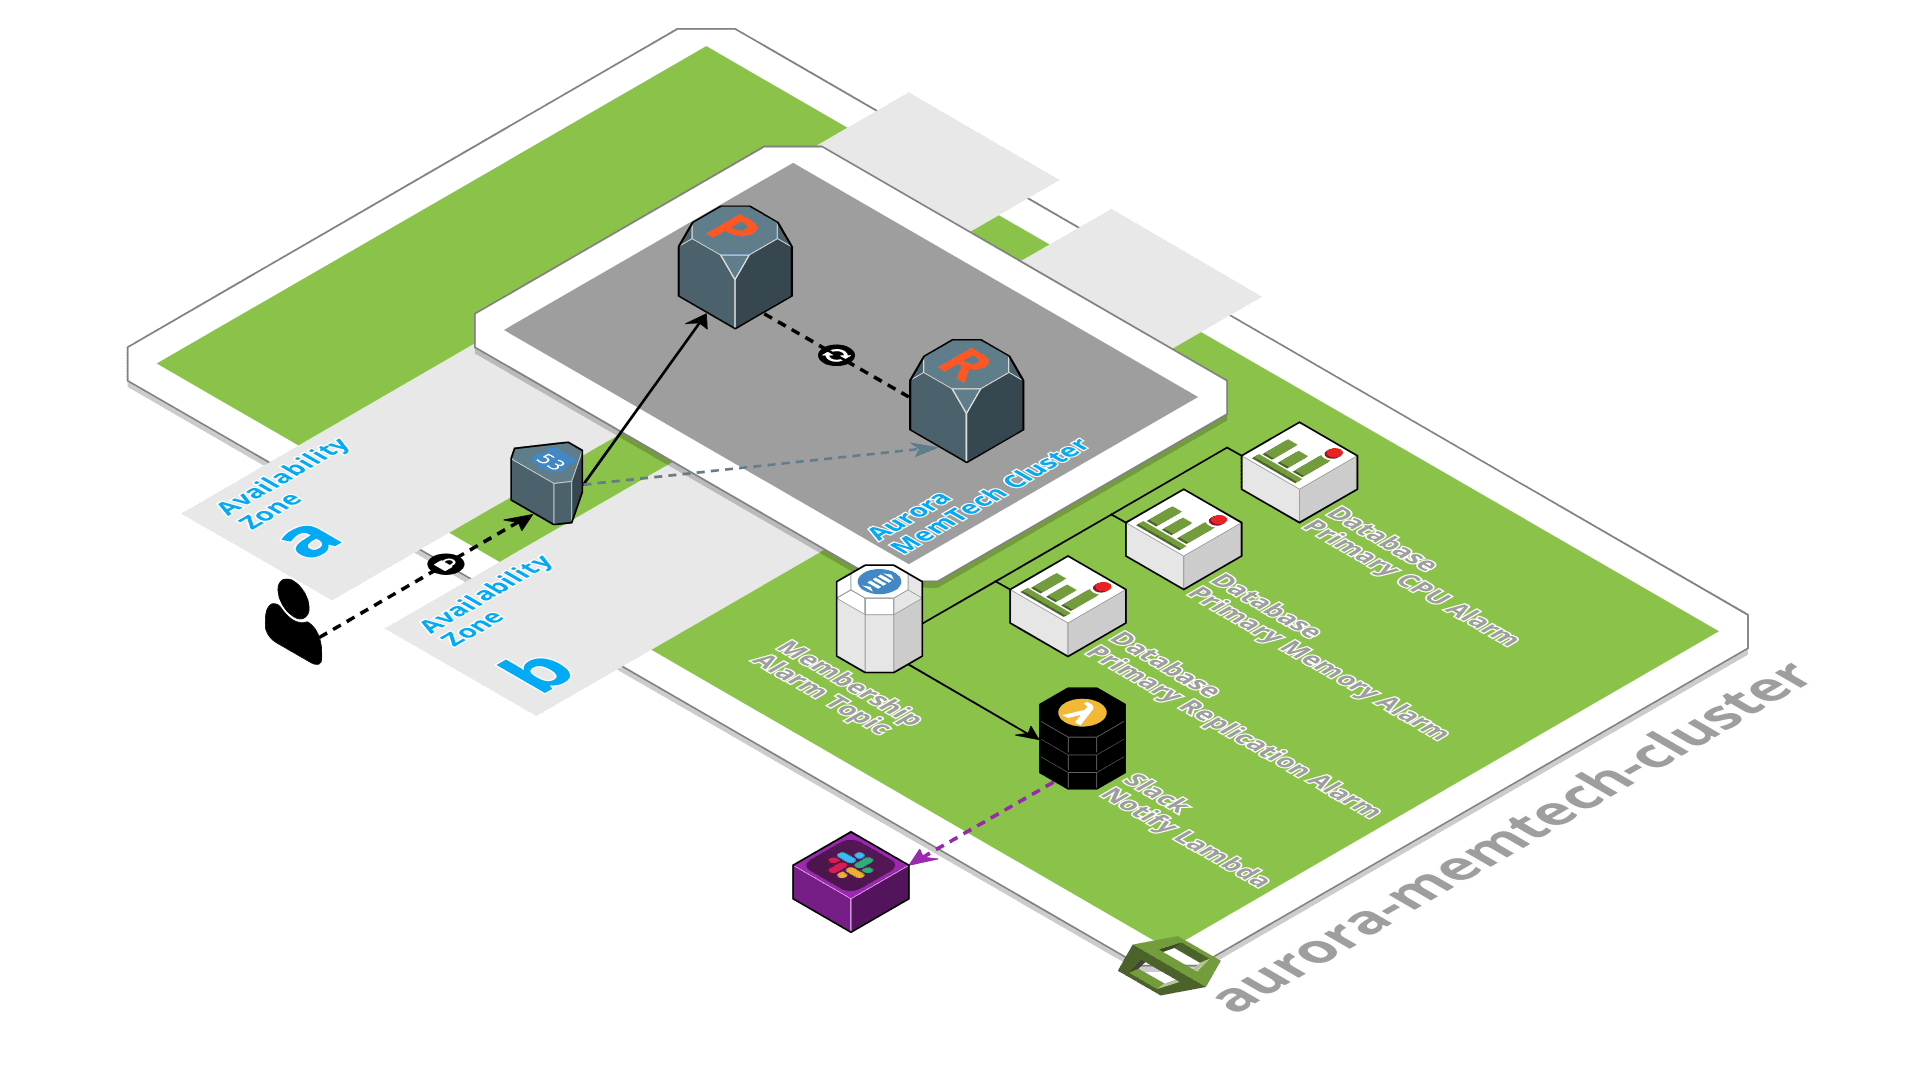 P
R
53
Availability
Zone
a
Availability
Zone
b
Aurora
MemTech Cluster
Database
Primary CPU Alarm
Database
Primary Memory Alarm
Database
Primary Replication Alarm
Membership
Alarm Topic
λ
Slack
Notify Lambda
aurora-memtech-cluster